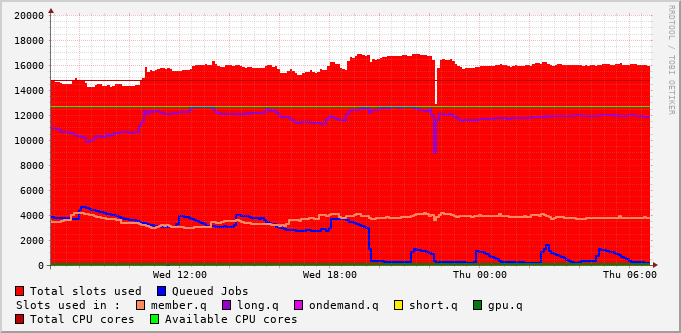 20000
18000
16000
14000
12000
10000
8000
6000
4000
2000
0
Wed 12:00 Wed 18:00 Thu 00:00 Thu 06:00
Total slots used Queued Jobs
Slots used in : member.q long.q ondemand.q short.q gpu.q
Total CPU cores Available CPU cores
RRDTOOL / TOBI OETIKER